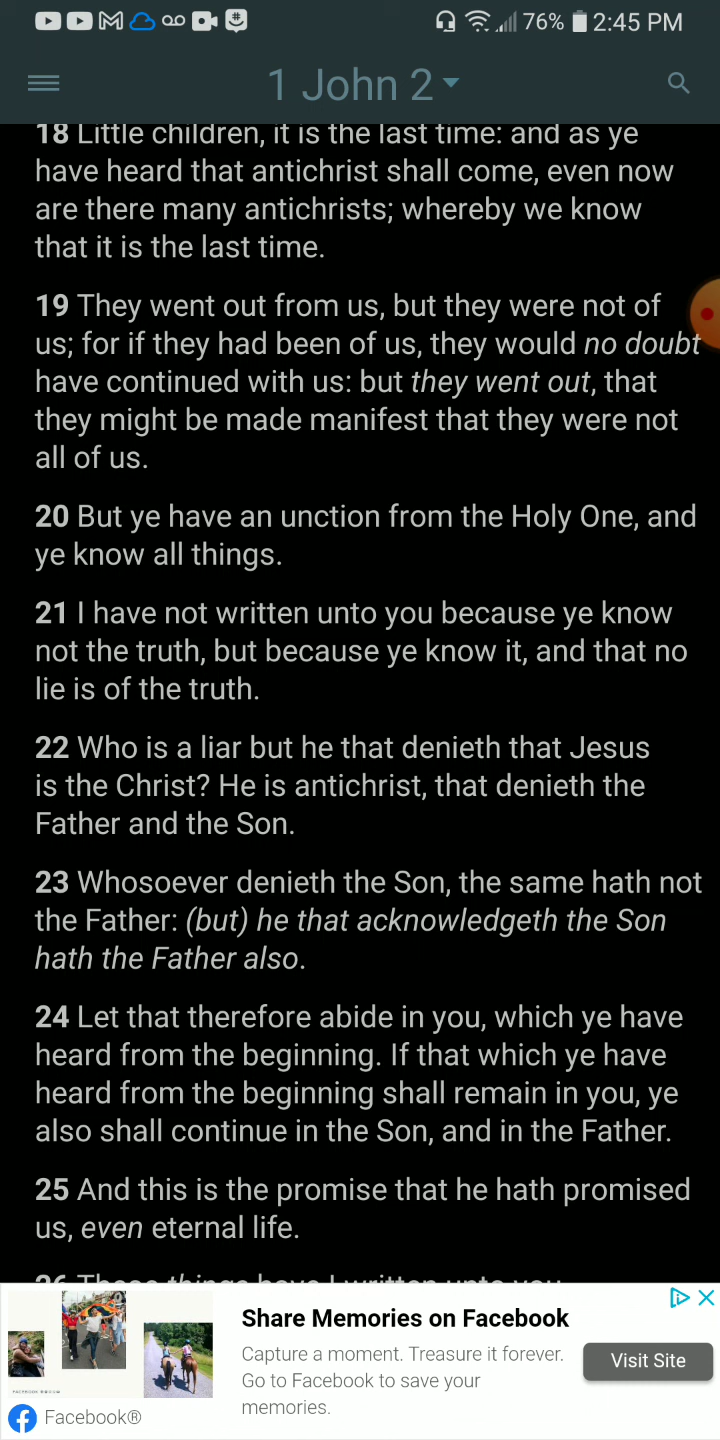 76% 2:45 PM
1 John 2
18 Little children, it is the last time: and as ye
have heard that antichrist shall come, even now
are there many antichrists; whereby we know
that it is the last time.
19 They went out from us, but they were not of
us; for if they had been of us, they would no doubt
have continued with us: but they went out, that
they might be made manifest that they were not
all of us.
20 But ye have an unction from the Holy One, and
ye know all things.
21 I have not written unto you because ye know
not the truth, but because ye know it, and that no
lie is of the truth.
22 Who is a liar but he that denieth that Jesus
is the Christ? He is antichrist, that denieth the
Father and the Son.
23 Whosoever denieth the Son, the same hath not
the Father: (but) he that acknowledgeth the Son
hath the Father also.
24 Let that therefore abide in you, which ye have
heard from the beginning. If that which ye have
heard from the beginning shall remain in you, ye
also shall continue in the Son, and in the Father.
25 And this is the promise that he hath promised
us, even eternal life.
26 These things have I written unto you
Share Memories on Facebook
Capture a moment. Treasure it forever.
Go to Facebook to save your
memories.
Visit Site
Facebook®